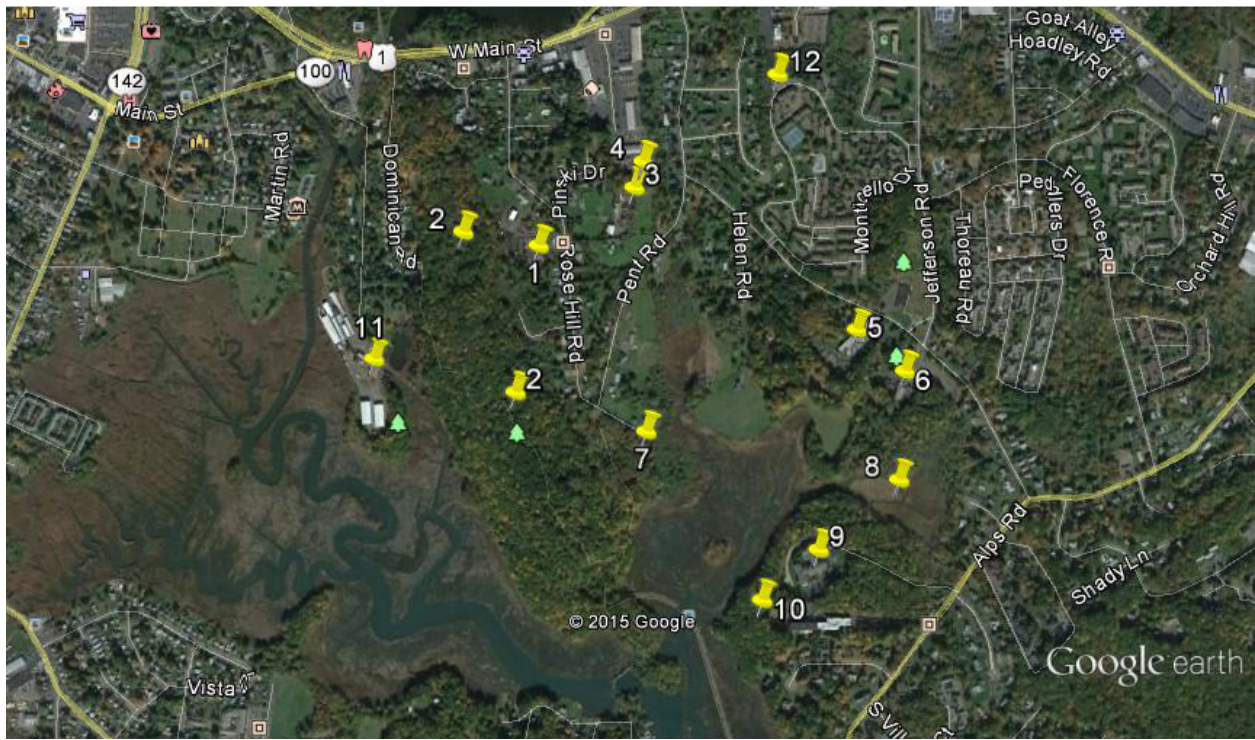 Goat Alley
Hoadley Rd
W Main St
1
12
100
142
Main St
4
Pinski Dr
3
Martin Rd
Dominican Rd
Pent Rd
Helen Rd
Monticello Dr
Jefferson Rd
Thoreau Rd
Pedylers Dr
Florence R
Orchard Hill Rd
2
1
Rose Hill Rd
11
5
6
2
7
8
9
Alps Rd
Shady Ln
10
© 2015 Google
Google earth
Vista
S Vill